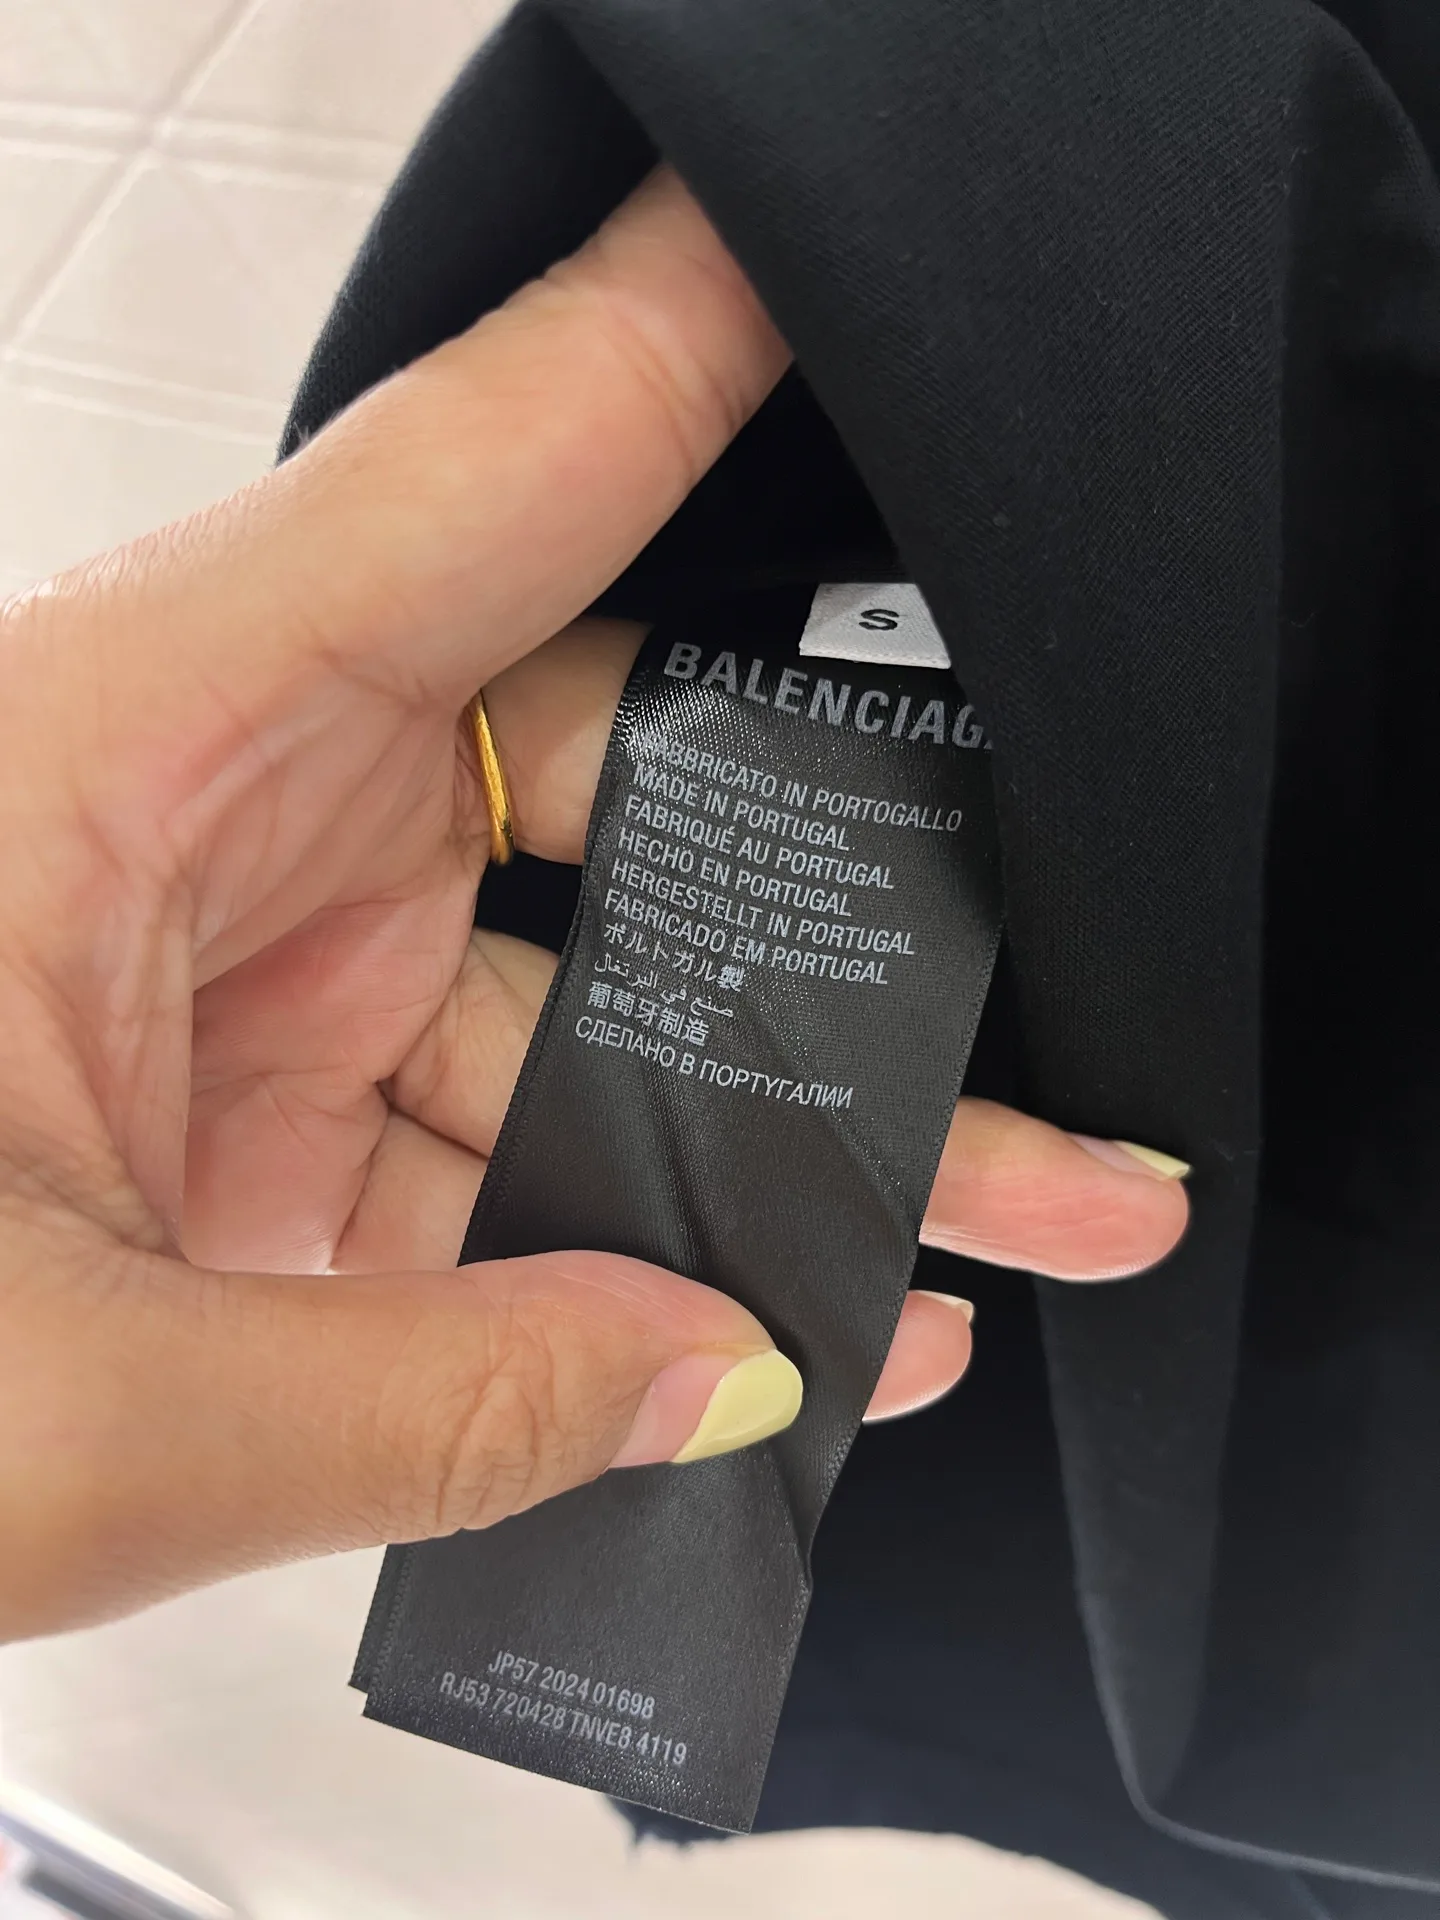 S
BALENCIAGA
FABBRICATO IN PORTOGALLO
MADE IN PORTUGAL
FABRIQUÉ AU PORTUGAL
HECHO EN PORTUGAL
HERGESTELLT IN PORTUGAL
FABRICADO EM PORTUGAL
ポルトガル製
صنع في البرتغال
葡萄牙制造
СДЕЛАНО В ПОРТУГАЛИИ
JP57 2024 01698
RJ53 720428 TNVE8 4119